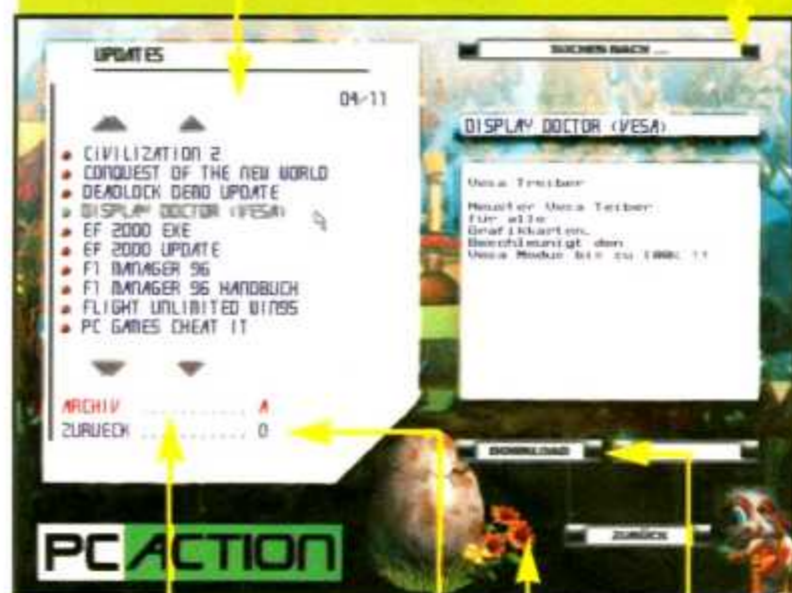 UPDATES
04/11
CIVILIZATION 2
CONQUEST OF THE NEW WORLD
DEADLOCK DEMO UPDATE
DISPLAY DOCTOR (VESA)
EF 2000 EXE
EF 2000 UPDATE
F1 MANAGER 96
F1 MANAGER 96 HANDBUCH
FLIGHT UNLIMITED WINGS
PC GAMES CHEAT IT
ARCHIV .......... A
ZURUECK .......... 0
SUCHEN NACH ...
DISPLAY DOCTOR (VESA)
Vesa Treiber
Neuster Vesa Teiber
für alle
Grafikkarten.
Beschleunigt den
Vesa Modus bis zu 100% !!
DOWNLOAD
ZURÜCK
PC ACTION